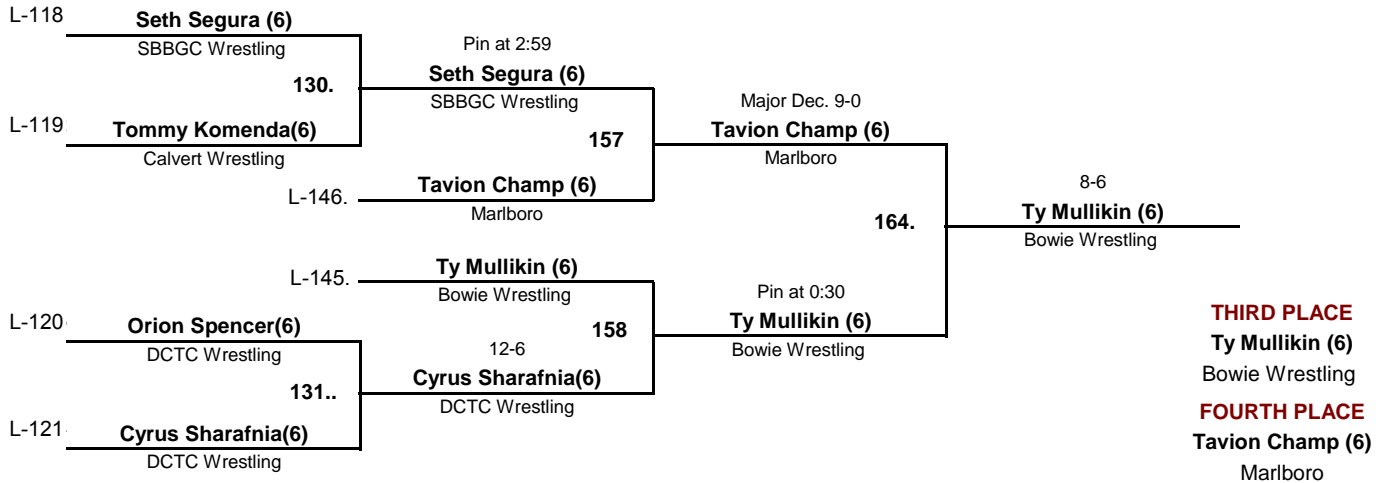 L-118
Seth Segura (6)
SBBGC Wrestling
130.
L-119
Tommy Komenda(6)
Calvert Wrestling
Pin at 2:59
Seth Segura (6)
SBBGC Wrestling
157
L-146.
Tavion Champ (6)
Marlboro
Major Dec. 9-0
Tavion Champ (6)
Marlboro
164.
8-6
Ty Mullikin (6)
Bowie Wrestling
L-145.
Ty Mullikin (6)
Bowie Wrestling
158
Pin at 0:30
Ty Mullikin (6)
Bowie Wrestling
L-120
Orion Spencer(6)
DCTC Wrestling
131..
12-6
Cyrus Sharafnia(6)
DCTC Wrestling
L-121
Cyrus Sharafnia(6)
DCTC Wrestling
THIRD PLACE
Ty Mullikin (6)
Bowie Wrestling
FOURTH PLACE
Tavion Champ (6)
Marlboro